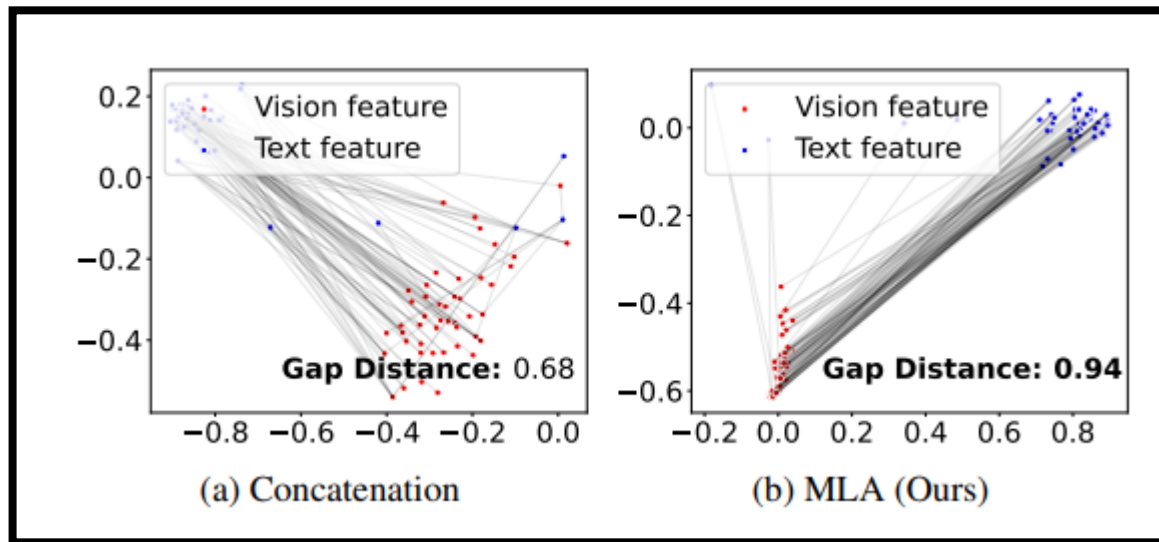 0.2
0.0
−0.2
−0.4
Vision feature
Text feature
Gap Distance: 0.68
−0.8 −0.6 −0.4 −0.2 0.0
(a) Concatenation
0.0
−0.2
−0.4
−0.6
Vision feature
Text feature
Gap Distance: 0.94
−0.2 0.0 0.2 0.4 0.6 0.8
(b) MLA (Ours)